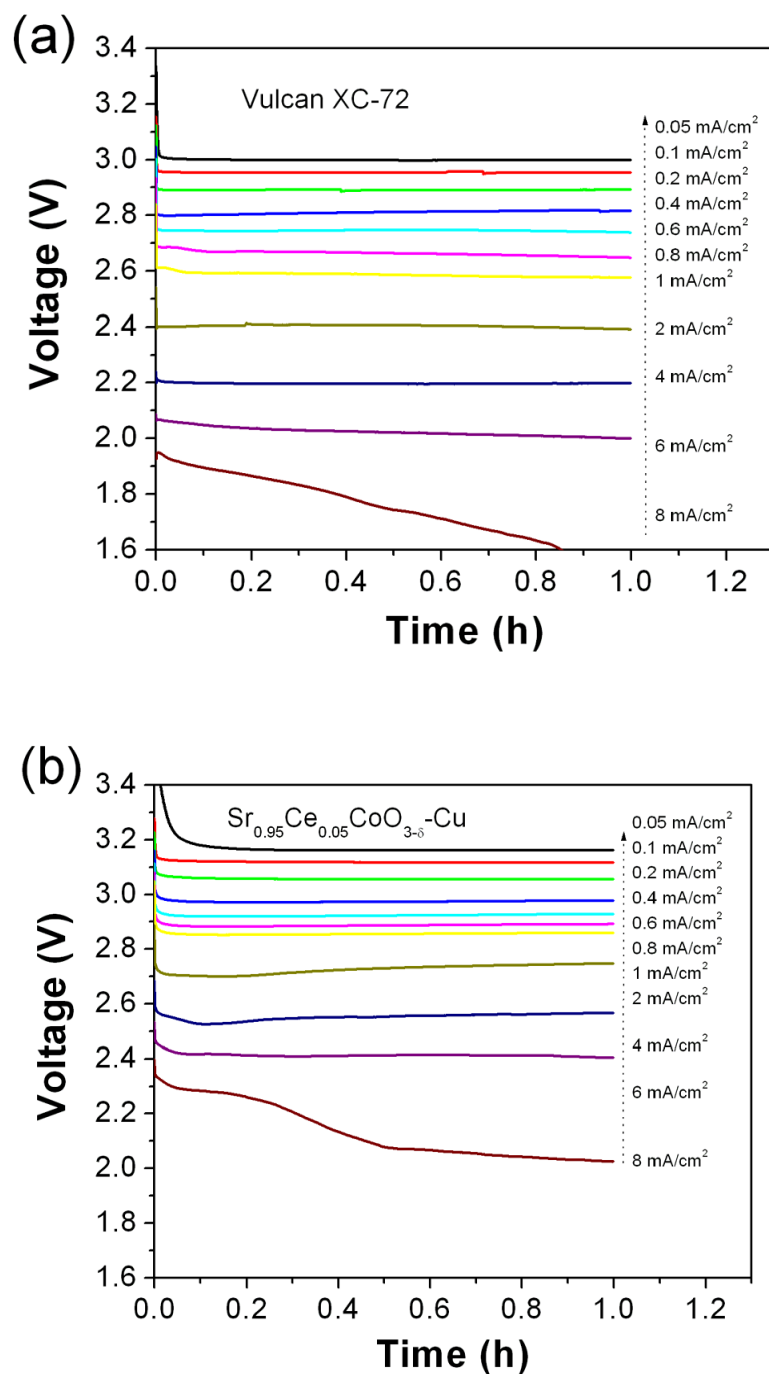 (a)
Vulcan XC-72
3.4
3.2
3.0
2.8
2.6
2.4
2.2
2.0
1.8
1.6
Voltage (V)
0.05 mA/cm²
0.1 mA/cm²
0.2 mA/cm²
0.4 mA/cm²
0.6 mA/cm²
0.8 mA/cm²
1 mA/cm²
2 mA/cm²
4 mA/cm²
6 mA/cm²
8 mA/cm²
0.0 0.2 0.4 0.6 0.8 1.0 1.2
Time (h)
(b)
Sr₀.₉₅Ce₀.₀₅CoO₃₋δ-Cu
3.4
3.2
3.0
2.8
2.6
2.4
2.2
2.0
1.8
1.6
Voltage (V)
0.05 mA/cm²
0.1 mA/cm²
0.2 mA/cm²
0.4 mA/cm²
0.6 mA/cm²
0.8 mA/cm²
1 mA/cm²
2 mA/cm²
4 mA/cm²
6 mA/cm²
8 mA/cm²
0.0 0.2 0.4 0.6 0.8 1.0 1.2
Time (h)